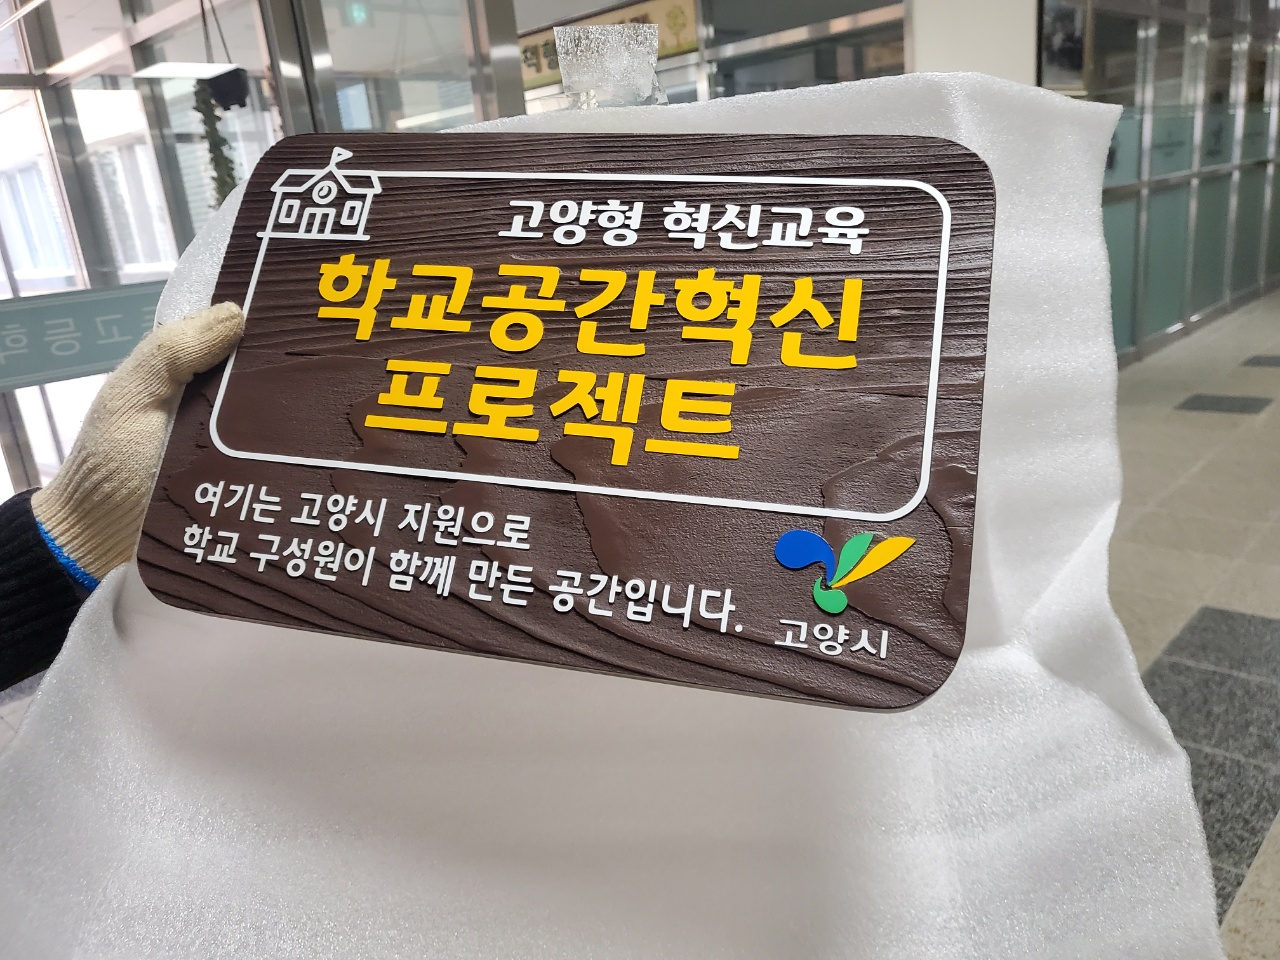 고양형 혁신교육
학교공간혁신
프로젝트
여기는 고양시 지원으로
학교 구성원이 함께 만든 공간입니다.
고양시